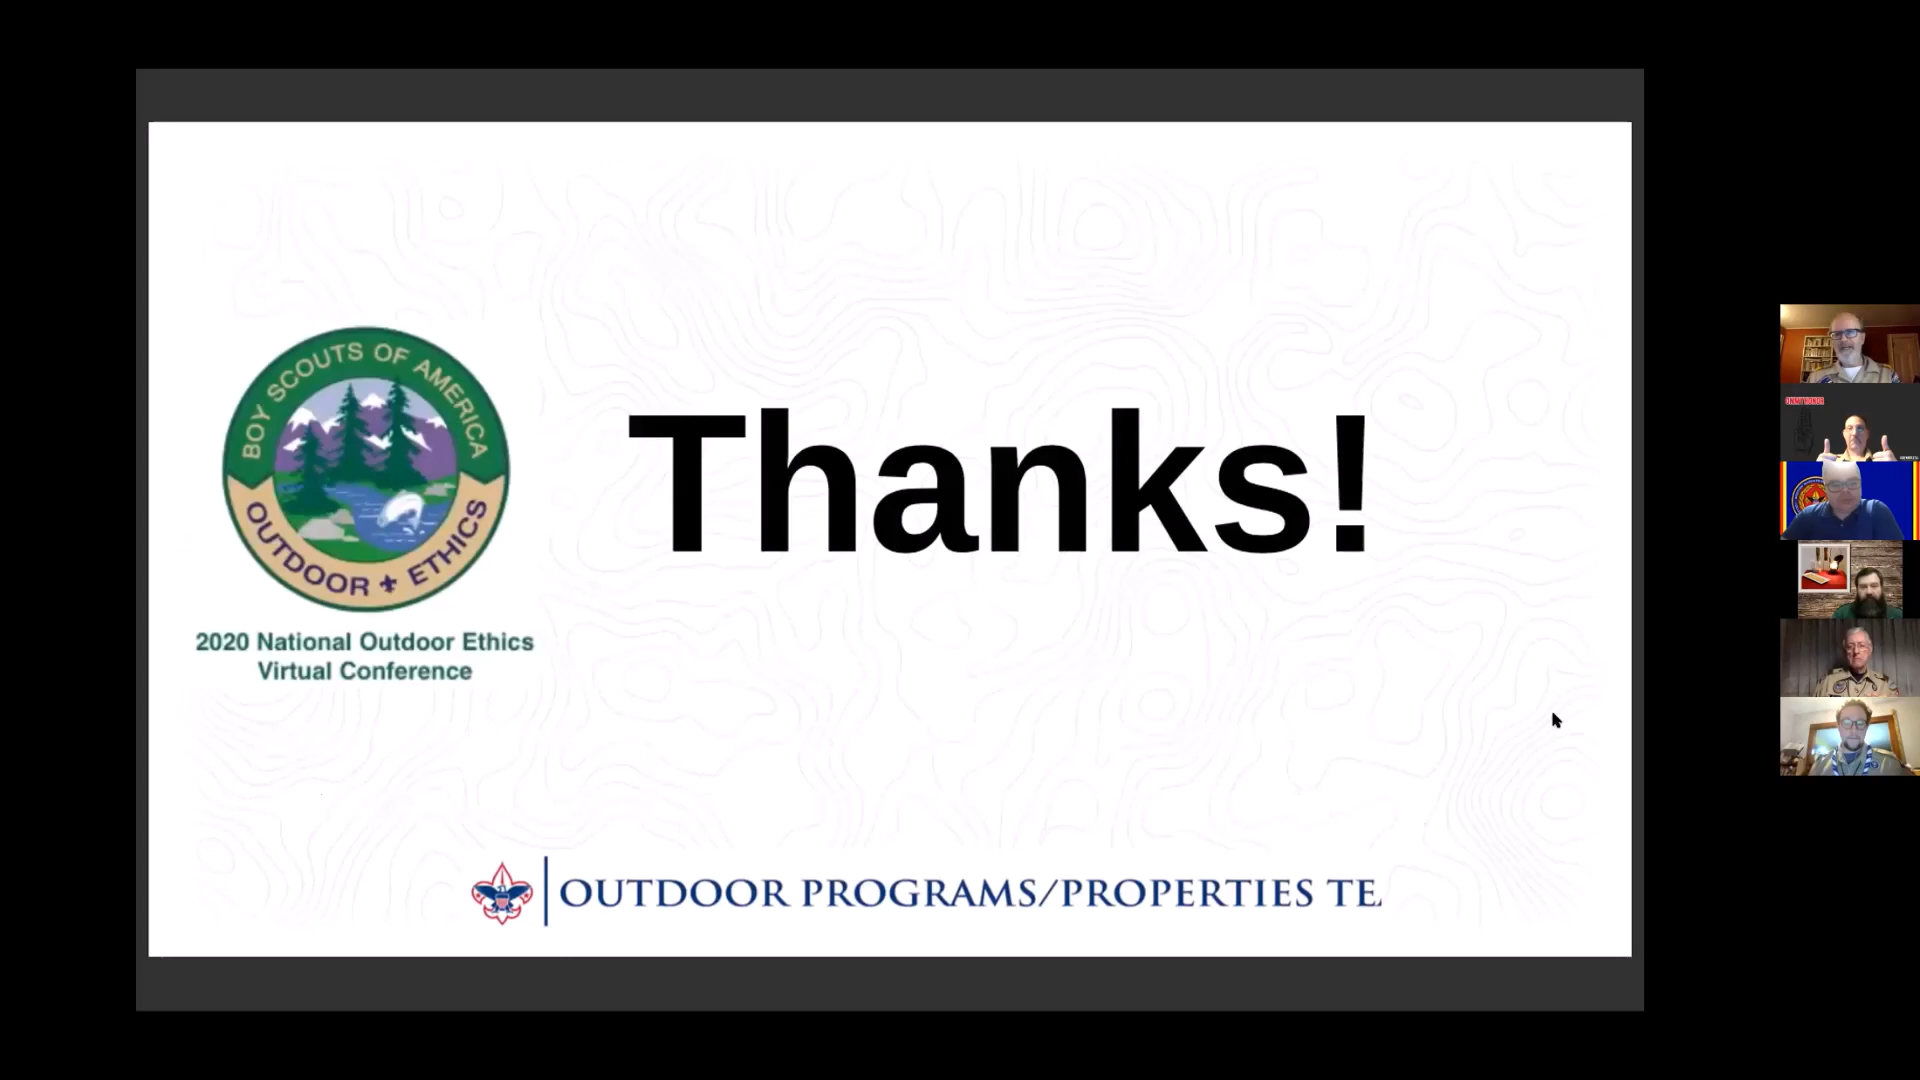 BOY SCOUTS OF AMERICA
OUTDOOR ETHICS
2020 National Outdoor Ethics
Virtual Conference
Thanks!
OUTDOOR PROGRAMS/PROPERTIES TE